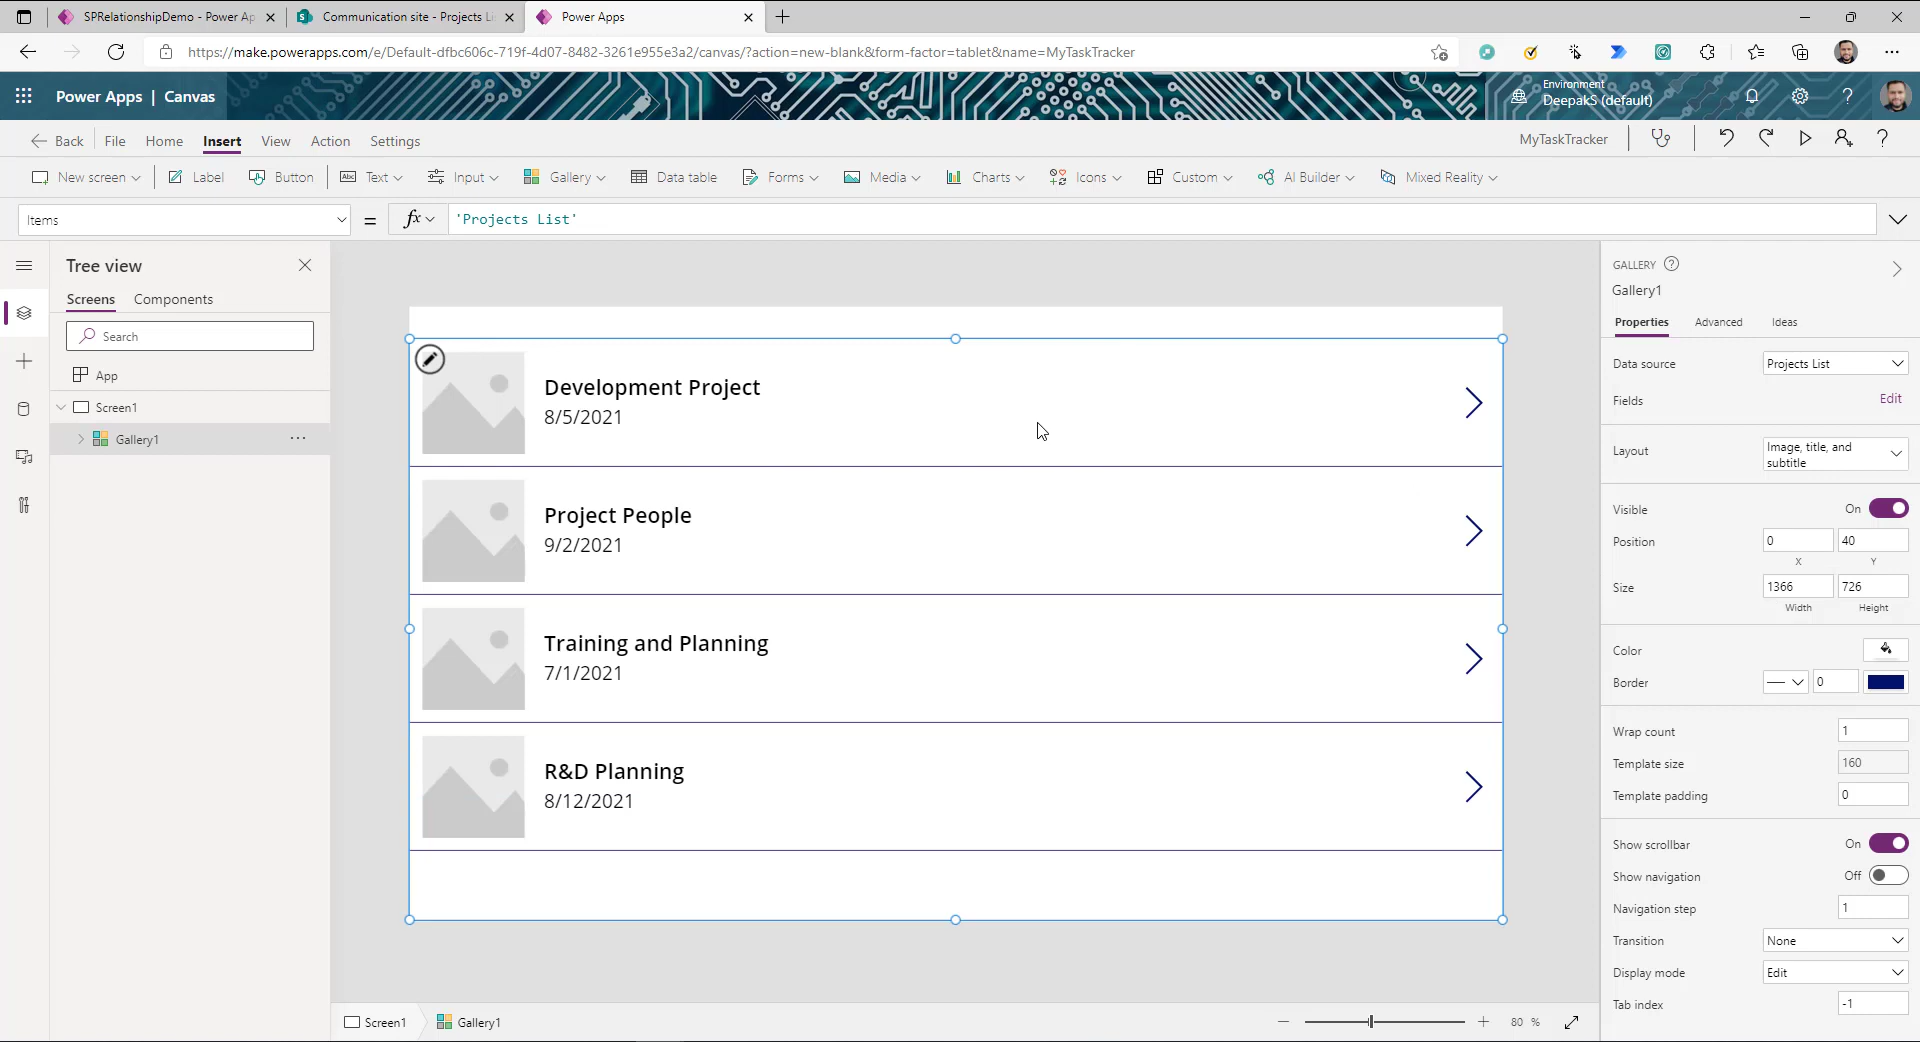 SPRelationshipDemo - Power Ap
Communication site - Projects Li
Power Apps
https://make.powerapps.com/e/Default-dfbc606c-719f-4d07-8482-3261e955e3a2/canvas/?action=new-blank&form-factor=tablet&name=MyTaskTracker
Power Apps | Canvas
Environment
DeepakS (default)
Back File Home Insert View Action Settings
MyTaskTracker
New screen Label Button Abc Text Input Gallery Data table Forms Media Charts Icons Custom AI Builder Mixed Reality
Items = fx 'Projects List'
Tree view
Screens Components
Search
App
Screen1
Gallery1
Development Project
8/5/2021
Project People
9/2/2021
Training and Planning
7/1/2021
R&D Planning
8/12/2021
Screen1 Gallery1
80 %
GALLERY
Gallery1
Properties Advanced Ideas
Data source Projects List
Fields Edit
Layout Image, title, and
subtitle
Visible On
Position 0 40
X Y
Size 1366 726
Width Height
Color
Border 0
Wrap count 1
Template size 160
Template padding 0
Show scrollbar On
Show navigation Off
Navigation step 1
Transition None
Display mode Edit
Tab index -1